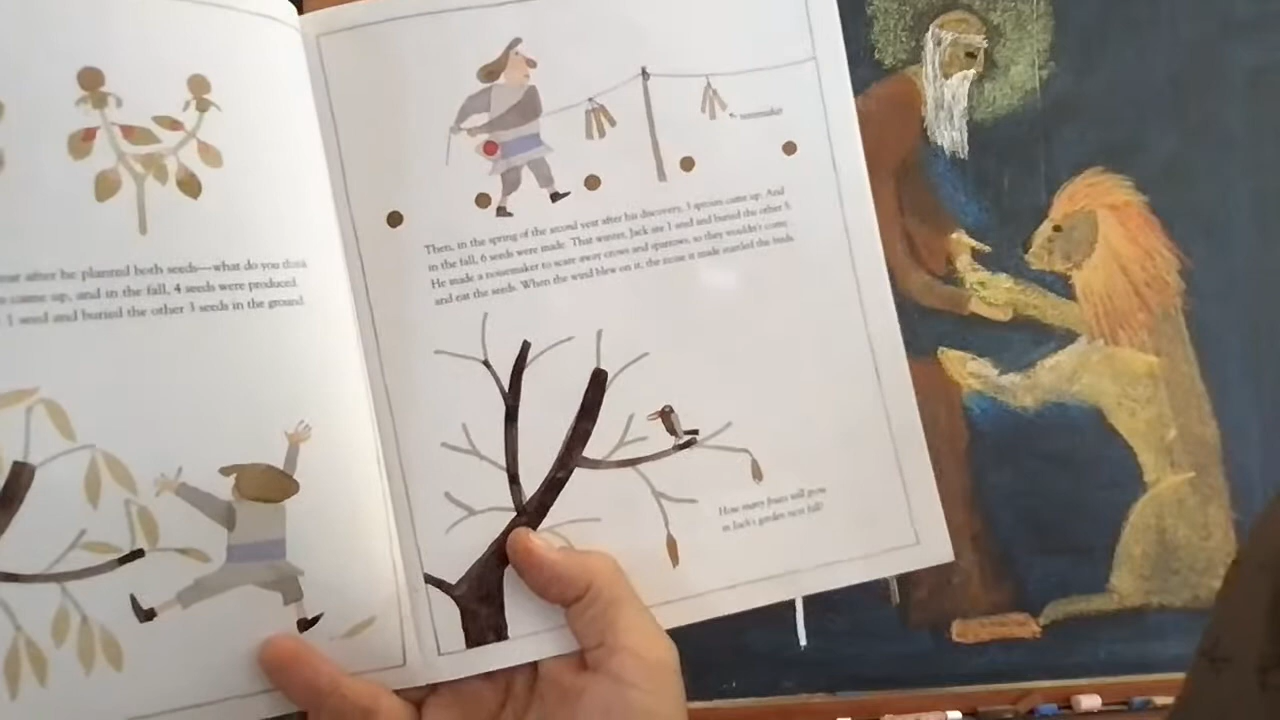 year after he planted both seeds—what do you think
came up, and in the fall, 4 seeds were produced.
1 seed and buried the other 3 seeds in the ground.
noisemaker
Then, in the spring of the second year after his discovery, 3 sprouts came up. And
in the fall, 6 seeds were made. That winter, Jack ate 1 seed and buried the other 5.
He made a noisemaker to scare away crows and sparrows, so they wouldn't come
and eat the seeds. When the wind blew on it, the noise it made startled the birds.
How many fruits will grow
in Jack's garden next fall?